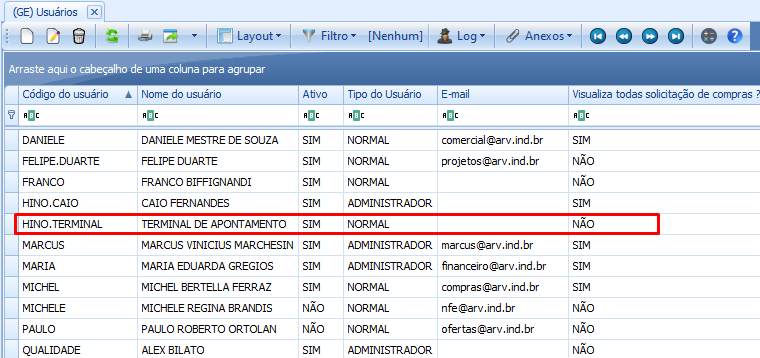 (GE) Usuários
Layout Filtro [Nenhum] Log Anexos
Arraste aqui o cabeçalho de uma coluna para agrupar
Código do usuário Nome do usuário Ativo Tipo do Usuário E-mail Visualiza todas solicitação de compras ?
ABC ABC ABC ABC ABC ABC
DANIELE DANIELE MESTRE DE SOUZA SIM NORMAL comercial@arv.ind.br SIM
FELIPE.DUARTE FELIPE DUARTE SIM NORMAL projetos@arv.ind.br NÃO
FRANCO FRANCO BIFFIGNANDI SIM NORMAL NÃO
HINO.CAIO CAIO FERNANDES SIM ADMINISTRADOR SIM
HINO.TERMINAL TERMINAL DE APONTAMENTO SIM NORMAL NÃO
MARCUS MARCUS VINICIUS MARCHESIN SIM ADMINISTRADOR marcus@arv.ind.br SIM
MARIA MARIA EDUARDA GREGIOS SIM ADMINISTRADOR financeiro@arv.ind.br SIM
MICHEL MICHEL BERTELLA FERRAZ SIM NORMAL compras@arv.ind.br SIM
MICHELE MICHELE REGINA BRANDIS NÃO NORMAL nfe@arv.ind.br NÃO
PAULO PAULO ROBERTO ORTOLAN NÃO NORMAL ofertas@arv.ind.br NÃO
QUALIDADE ALEX BILATO SIM ADMINISTRADOR NÃO